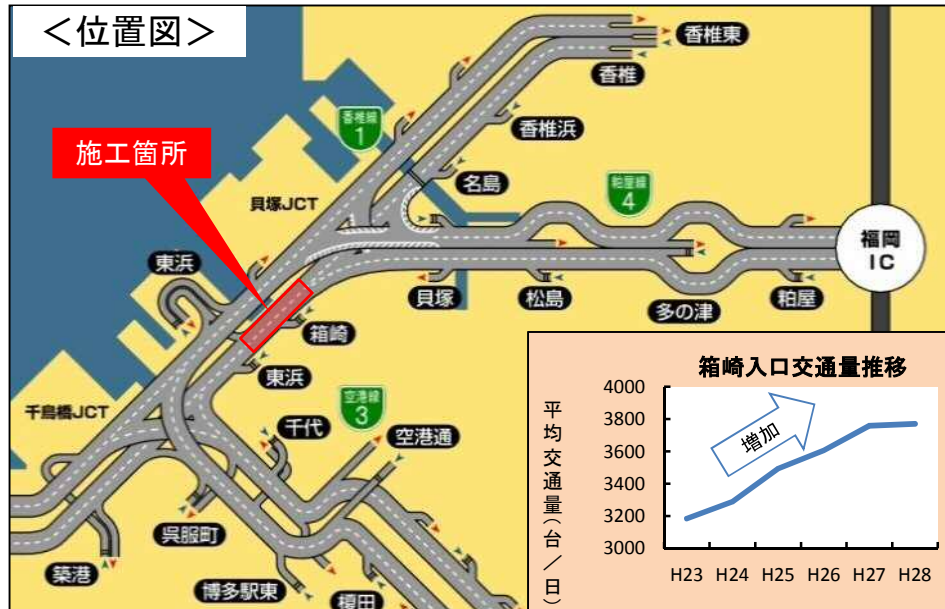 ＜位置図＞
香椎東
香椎
香椎線
1
香椎浜
施工箇所
名島
粕屋線
4
貝塚JCT
福岡
IC
東浜
貝塚
松島
多の津
粕屋
箱崎
東浜
千鳥橋JCT
空港線
3
千代
空港通
呉服町
築港
博多駅東
榎田
箱崎入口交通量推移
平均交通量（台／日）
増加
4000
3800
3600
3400
3200
3000
H23 H24 H25 H26 H27 H28